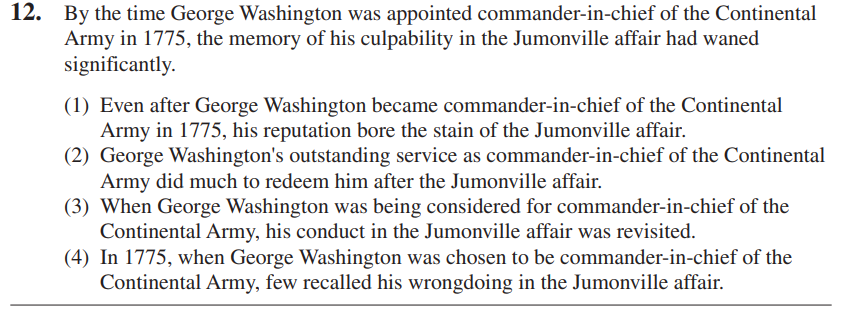 12. By the time George Washington was appointed commander-in-chief of the Continental
Army in 1775, the memory of his culpability in the Jumonville affair had waned
significantly.
(1) Even after George Washington became commander-in-chief of the Continental
Army in 1775, his reputation bore the stain of the Jumonville affair.
(2) George Washington's outstanding service as commander-in-chief of the Continental
Army did much to redeem him after the Jumonville affair.
(3) When George Washington was being considered for commander-in-chief of the
Continental Army, his conduct in the Jumonville affair was revisited.
(4) In 1775, when George Washington was chosen to be commander-in-chief of the
Continental Army, few recalled his wrongdoing in the Jumonville affair.